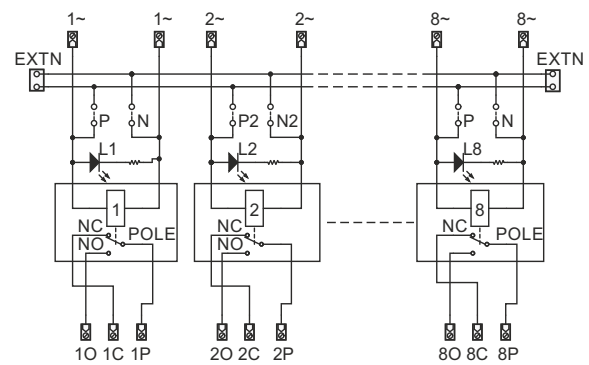 1~ 1~ 2~ 2~ 8~ 8~
EXTN EXTN
P N P2 N2 P N
L1 L2 L8
1 2 8
NC NC NC
NO POLE NO NO POLE
1O 1C 1P 2O 2C 2P 8O 8C 8P